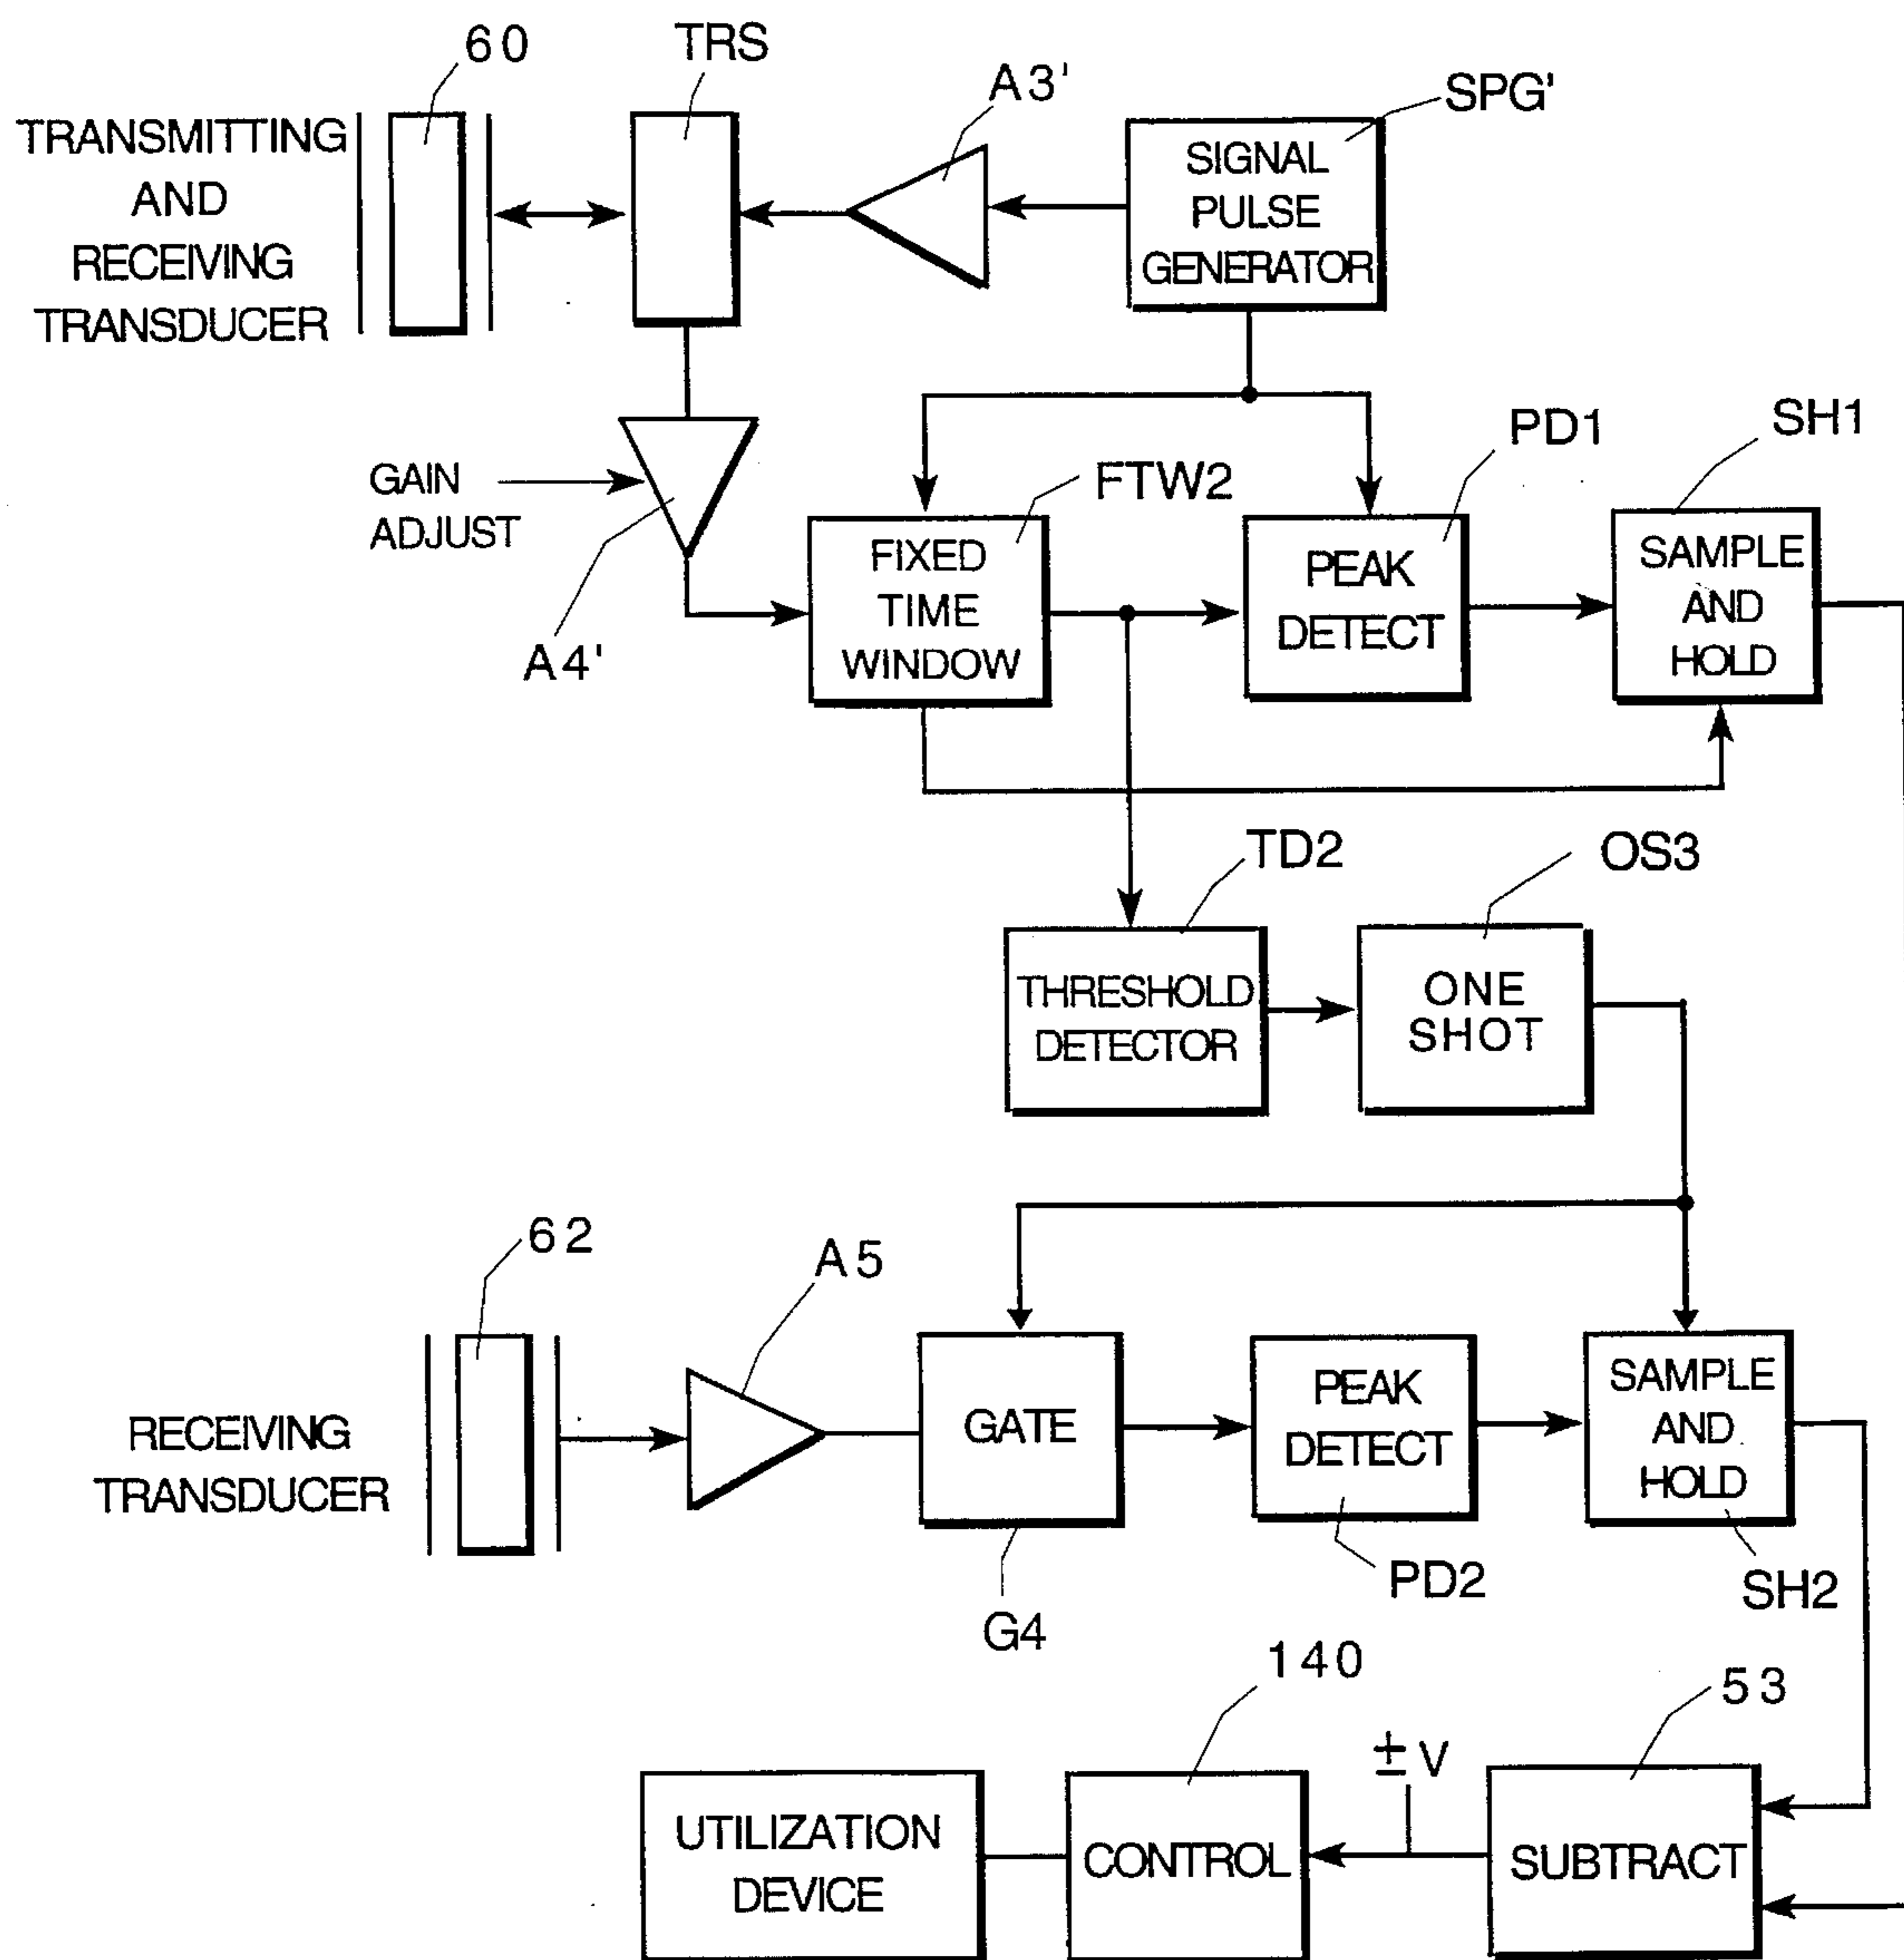 60
TRS
A3'
SPG'
TRANSMITTING
AND
RECEIVING
TRANSDUCER
SIGNAL
PULSE
GENERATOR
GAIN
ADJUST
A4'
FTW2
PD1
SH1
FIXED
TIME
WINDOW
PEAK
DETECT
SAMPLE
AND
HOLD
TD2
OS3
THRESHOLD
DETECTOR
ONE
SHOT
62
A5
RECEIVING
TRANSDUCER
GATE
G4
PEAK
DETECT
PD2
SAMPLE
AND
HOLD
SH2
140
± V
53
UTILIZATION
DEVICE
CONTROL
SUBTRACT